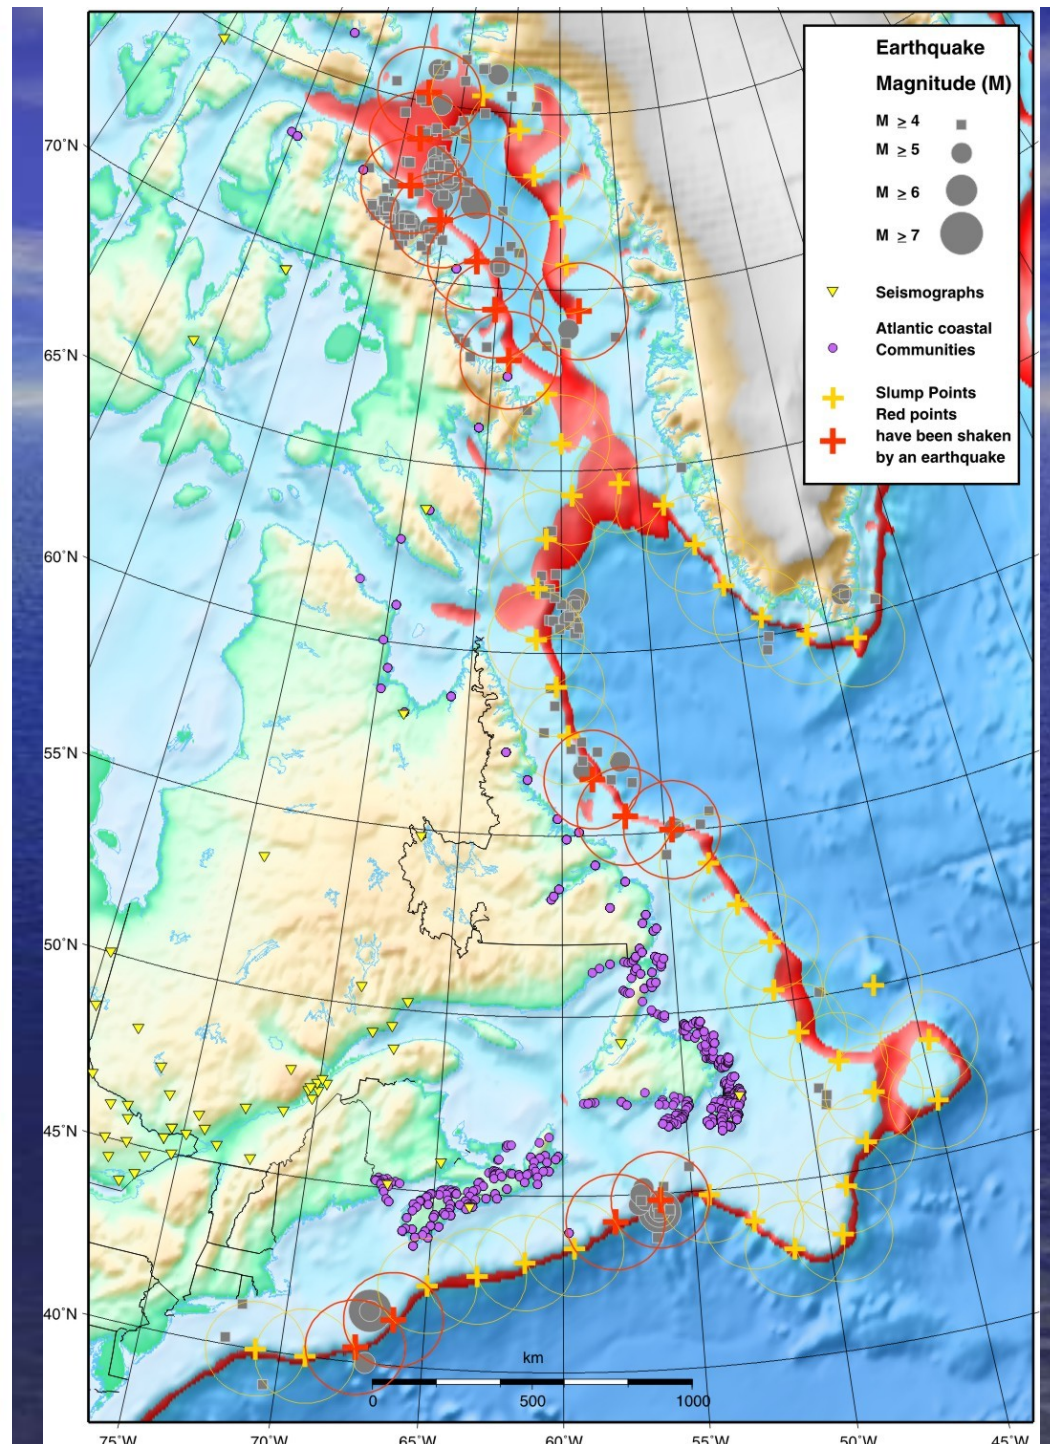 Earthquake
Magnitude (M)
M ≥ 4
M ≥ 5
M ≥ 6
M ≥ 7
Seismographs
Atlantic coastal
Communities
Slump Points
Red points
have been shaken
by an earthquake
70°N
65°N
60°N
55°N
50°N
45°N
40°N
km
0 500 1000
75°W 70°W 65°W 60°W 55°W 50°W 45°W